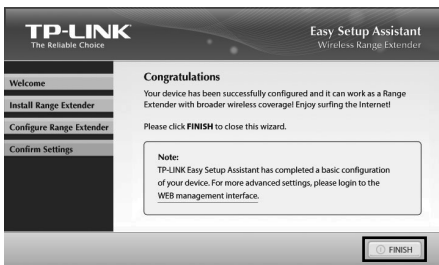 TP-LINK
The Reliable Choice
Easy Setup Assistant
Wireless Range Extender
Welcome
Install Range Extender
Configure Range Extender
Confirm Settings
Congratulations
Your device has been successfully configured and it can work as a Range
Extender with broader wireless coverage! Enjoy surfing the Internet!
Please click FINISH to close this wizard.
Note:
TP-LINK Easy Setup Assistant has completed a basic configuration
of your device. For more advanced settings, please login to the
WEB management interface.
FINISH